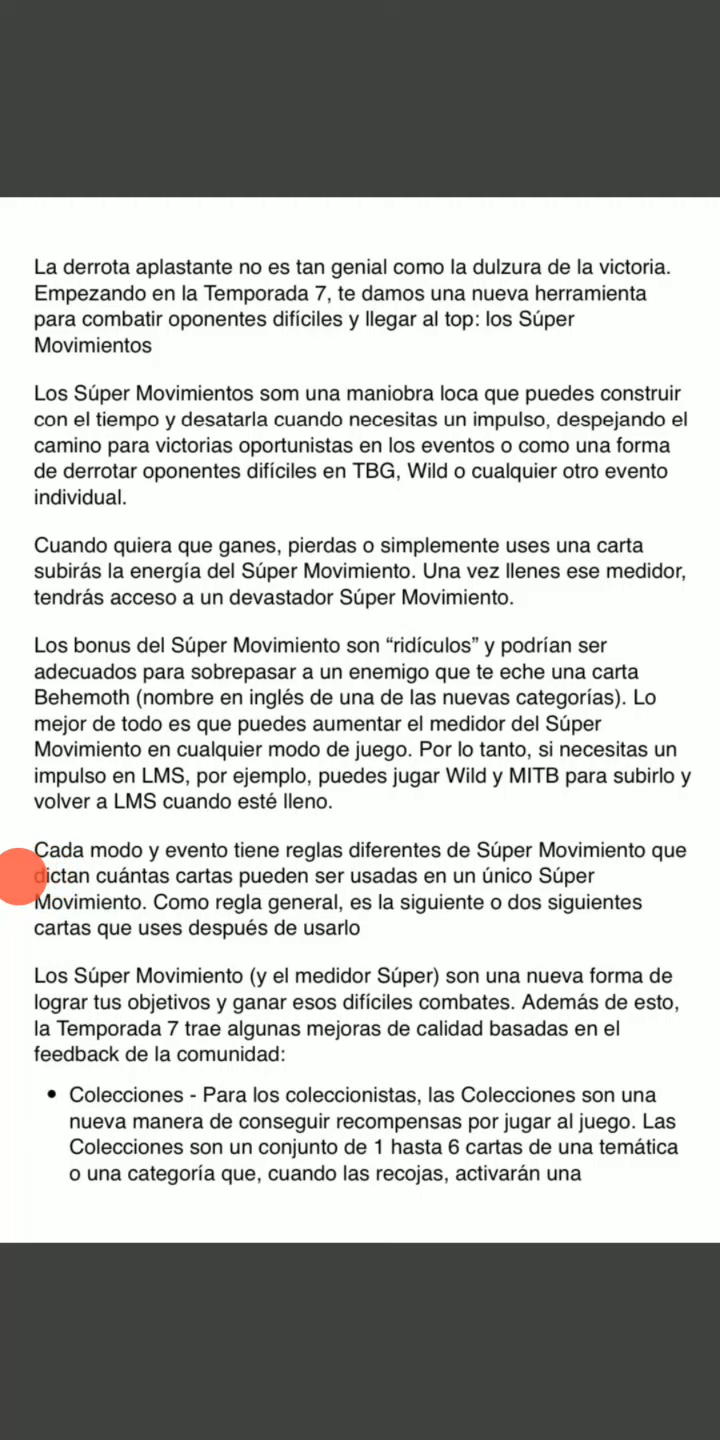 La derrota aplastante no es tan genial como la dulzura de la victoria.
Empezando en la Temporada 7, te damos una nueva herramienta
para combatir oponentes difíciles y llegar al top: los Súper
Movimientos
Los Súper Movimientos som una maniobra loca que puedes construir
con el tiempo y desatarla cuando necesitas un impulso, despejando el
camino para victorias oportunistas en los eventos o como una forma
de derrotar oponentes difíciles en TBG, Wild o cualquier otro evento
individual.
Cuando quiera que ganes, pierdas o simplemente uses una carta
subirás la energía del Súper Movimiento. Una vez llenes ese medidor,
tendrás acceso a un devastador Súper Movimiento.
Los bonus del Súper Movimiento son “ridículos” y podrían ser
adecuados para sobrepasar a un enemigo que te eche una carta
Behemoth (nombre en inglés de una de las nuevas categorías). Lo
mejor de todo es que puedes aumentar el medidor del Súper
Movimiento en cualquier modo de juego. Por lo tanto, si necesitas un
impulso en LMS, por ejemplo, puedes jugar Wild y MITB para subirlo y
volver a LMS cuando esté lleno.
Cada modo y evento tiene reglas diferentes de Súper Movimiento que
dictan cuántas cartas pueden ser usadas en un único Súper
Movimiento. Como regla general, es la siguiente o dos siguientes
cartas que uses después de usarlo
Los Súper Movimiento (y el medidor Súper) son una nueva forma de
lograr tus objetivos y ganar esos difíciles combates. Además de esto,
la Temporada 7 trae algunas mejoras de calidad basadas en el
feedback de la comunidad:
• Colecciones - Para los coleccionistas, las Colecciones son una
nueva manera de conseguir recompensas por jugar al juego. Las
Colecciones son un conjunto de 1 hasta 6 cartas de una temática
o una categoría que, cuando las recojas, activarán una